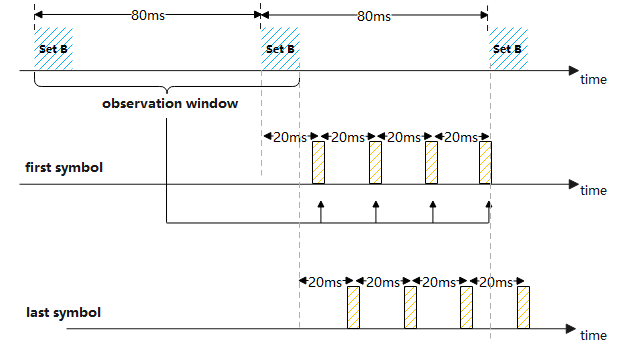 80ms 80ms
Set B Set B Set B
time
observation window
20ms 20ms 20ms 20ms
first symbol
time
20ms 20ms 20ms 20ms
last symbol
time